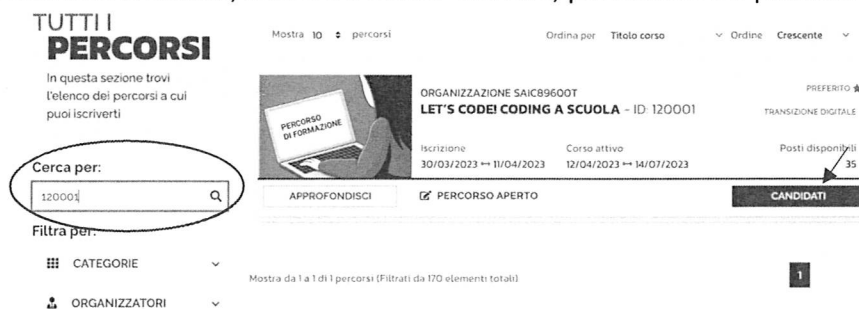 TUTTI I
PERCORSI
In questa sezione trovi
l'elenco dei percorsi a cui
puoi iscriverti
Cerca per:
120001
Filtra per:
CATEGORIE
ORGANIZZATORI
Mostra 10 percorsi
Ordina per Titolo corso Ordine Crescente
PERCORSO
DI FORMAZIONE
ORGANIZZAZIONE SAIC89600T
PREFERITO
LET'S CODE! CODING A SCUOLA - ID: 120001
TRANSIZIONE DIGITALE
Iscrizione Corso attivo Posti disponibili
30/03/2023 ↔ 11/04/2023 12/04/2023 ↔ 14/07/2023 35
APPROFONDISCI PERCORSO APERTO CANDIDATI
Mostra da 1 a 1 di 1 percorsi (Filtrati da 170 elementi totali)
1